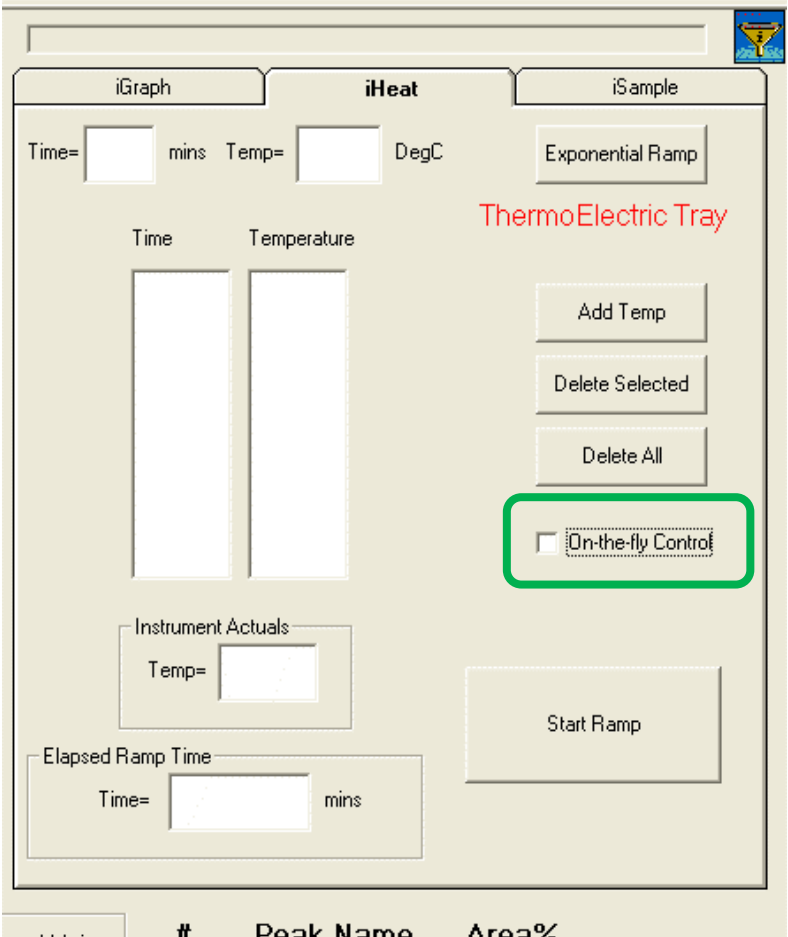 iGraph iHeat iSample
Time= mins Temp= DegC Exponential Ramp
ThermoElectric Tray
Time Temperature
Add Temp
Delete Selected
Delete All
On-the-fly Control
Instrument Actuals
Temp=
Start Ramp
Elapsed Ramp Time
Time= mins
# Peak Name Area%